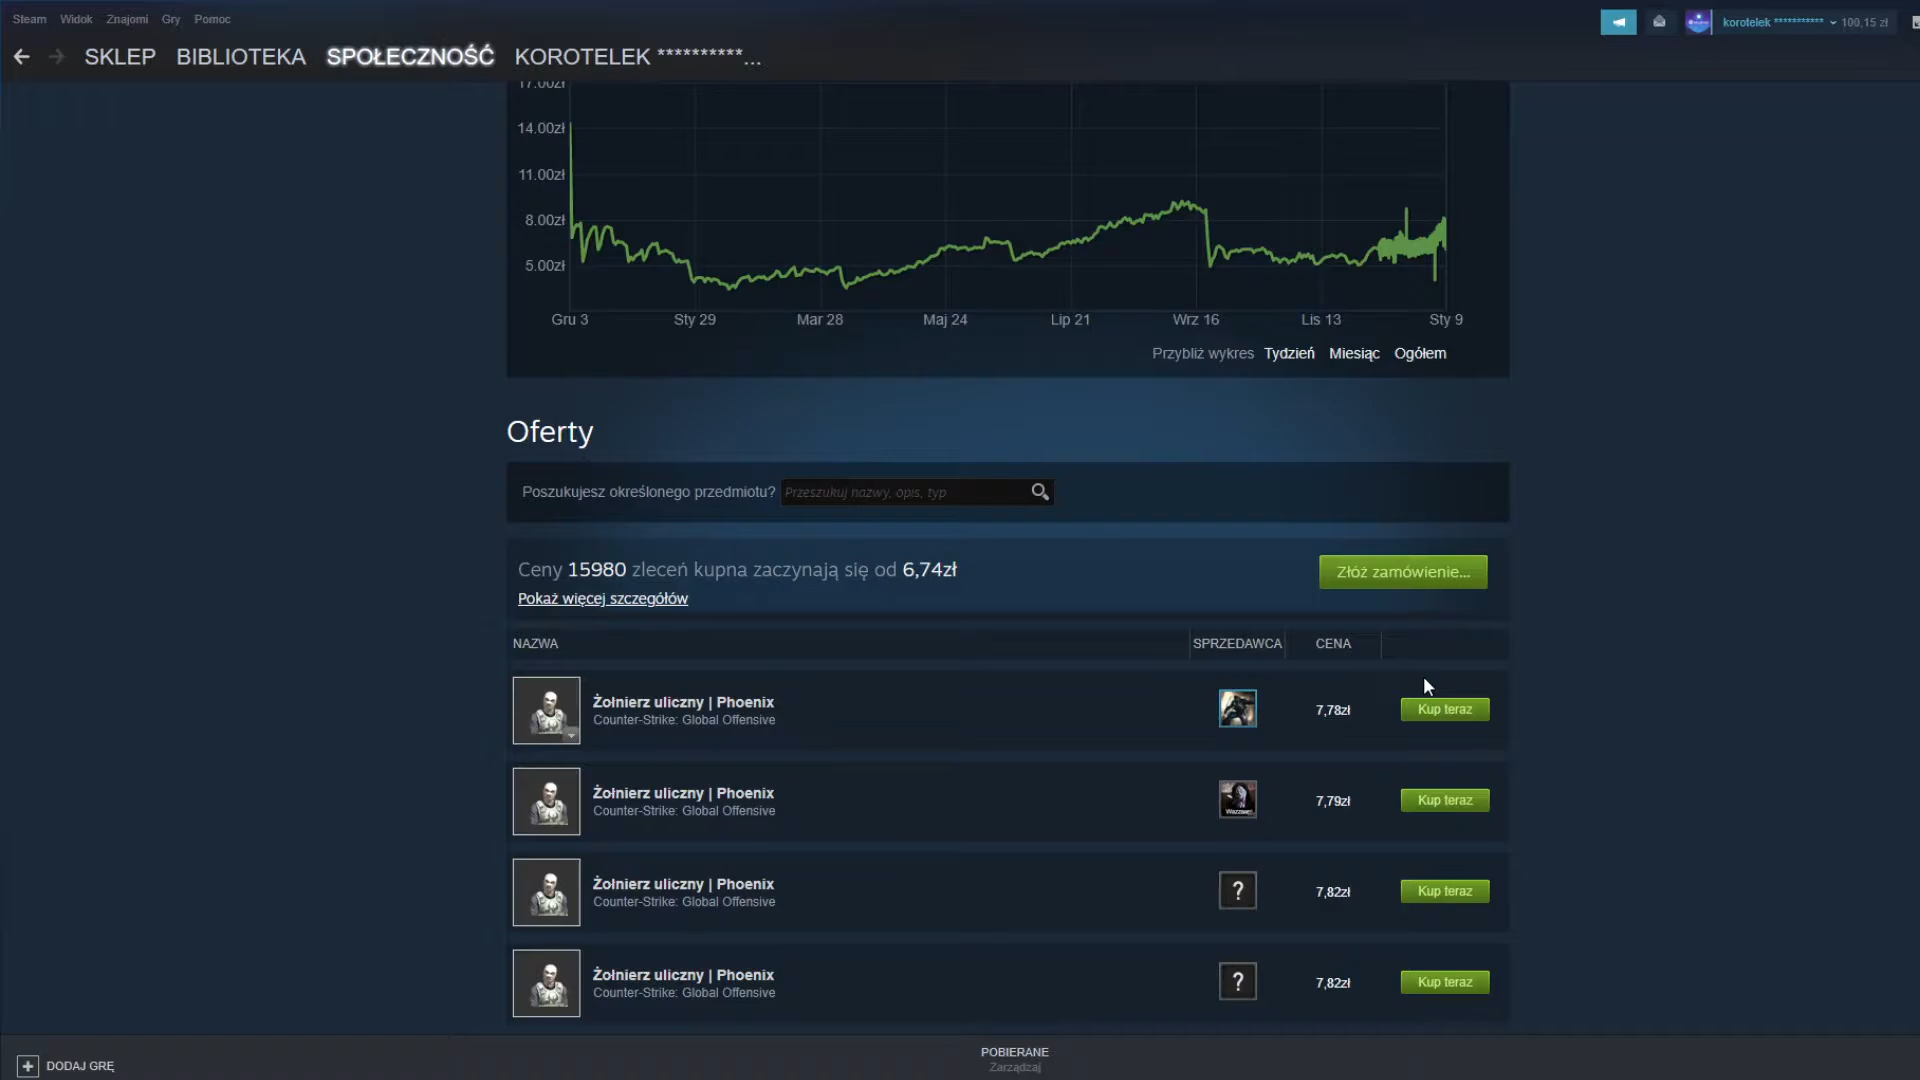 Steam Widok Znajomi Gry Pomoc
korotelek *********** 100,15 zł
SKLEP BIBLIOTEKA SPOŁECZNOŚĆ KOROTELEK **********...
17.00zł
14.00zł
11.00zł
8.00zł
5.00zł
Gru 3 Sty 29 Mar 28 Maj 24 Lip 21 Wrz 16 Lis 13 Sty 9
Przybliż wykres Tydzień Miesiąc Ogółem
Oferty
Poszukujesz określonego przedmiotu? Przeszukuj nazwy, opis, typ
Ceny 15980 zleceń kupna zaczynają się od 6,74zł
Złóż zamówienie...
Pokaż więcej szczegółów
NAZWA SPRZEDAWCA CENA
Żołnierz uliczny | Phoenix
Counter-Strike: Global Offensive
7,78zł Kup teraz
Żołnierz uliczny | Phoenix
Counter-Strike: Global Offensive
7,79zł Kup teraz
Żołnierz uliczny | Phoenix
Counter-Strike: Global Offensive
? 7,82zł Kup teraz
Żołnierz uliczny | Phoenix
Counter-Strike: Global Offensive
? 7,82zł Kup teraz
DODAJ GRĘ
POBIERANE
Zarządzaj